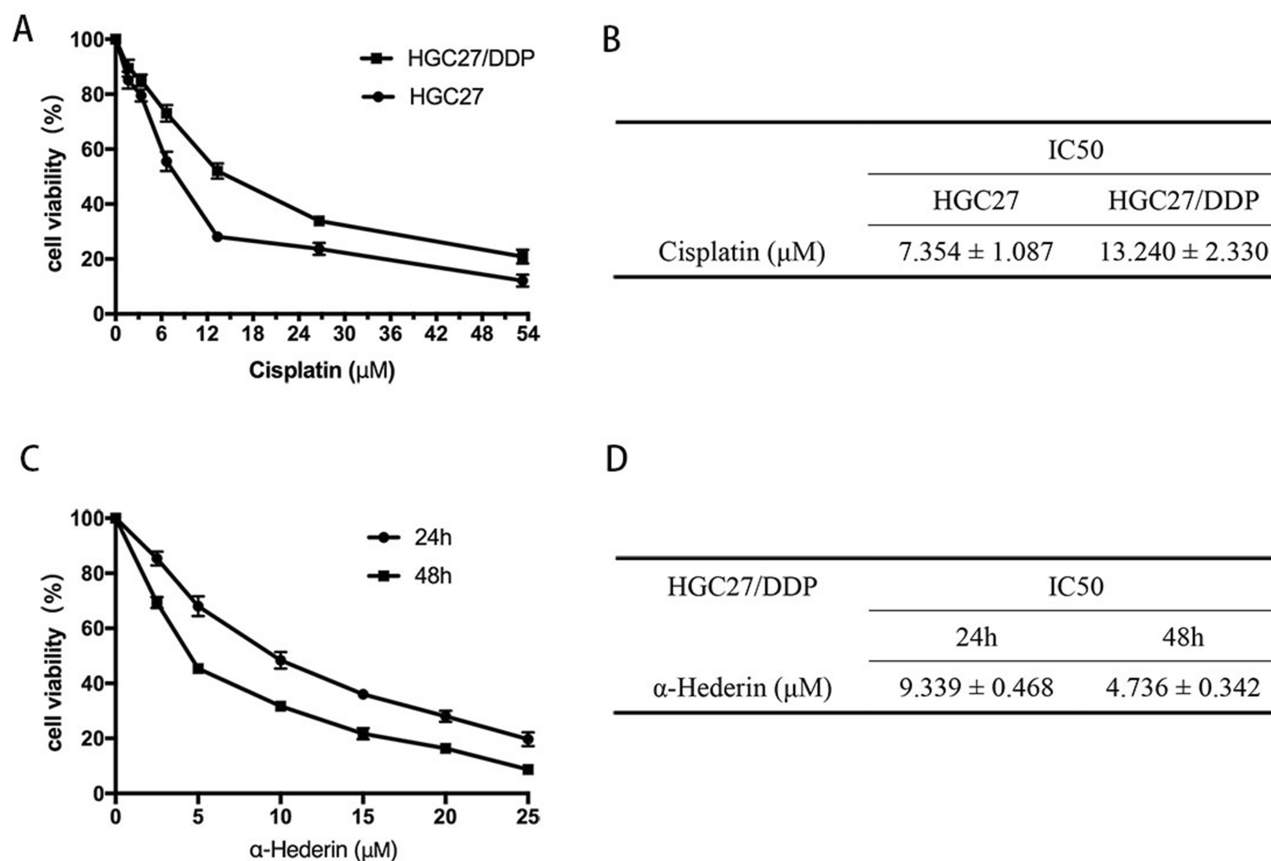 A
100
80
60
40
20
0
cell viability (%)
HGC27/DDP
HGC27
0 6 12 18 24 30 36 42 48 54
Cisplatin (μM)
B
IC50
HGC27 HGC27/DDP
Cisplatin (μM) 7.354 ± 1.087 13.240 ± 2.330
C
100
80
60
40
20
0
cell viability (%)
24h
48h
0 5 10 15 20 25
α-Hederin (μM)
D
HGC27/DDP IC50
24h 48h
α-Hederin (μM) 9.339 ± 0.468 4.736 ± 0.342